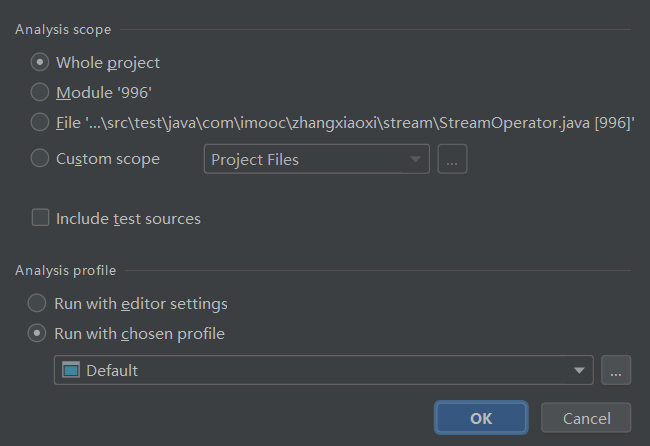 Analysis scope
Whole project
Module '996'
File '...\src\test\java\com\imooc\zhangxiaoxi\stream\StreamOperator.java [996]'
Custom scope Project Files ...
Include test sources
Analysis profile
Run with editor settings
Run with chosen profile
Default ...
OK Cancel